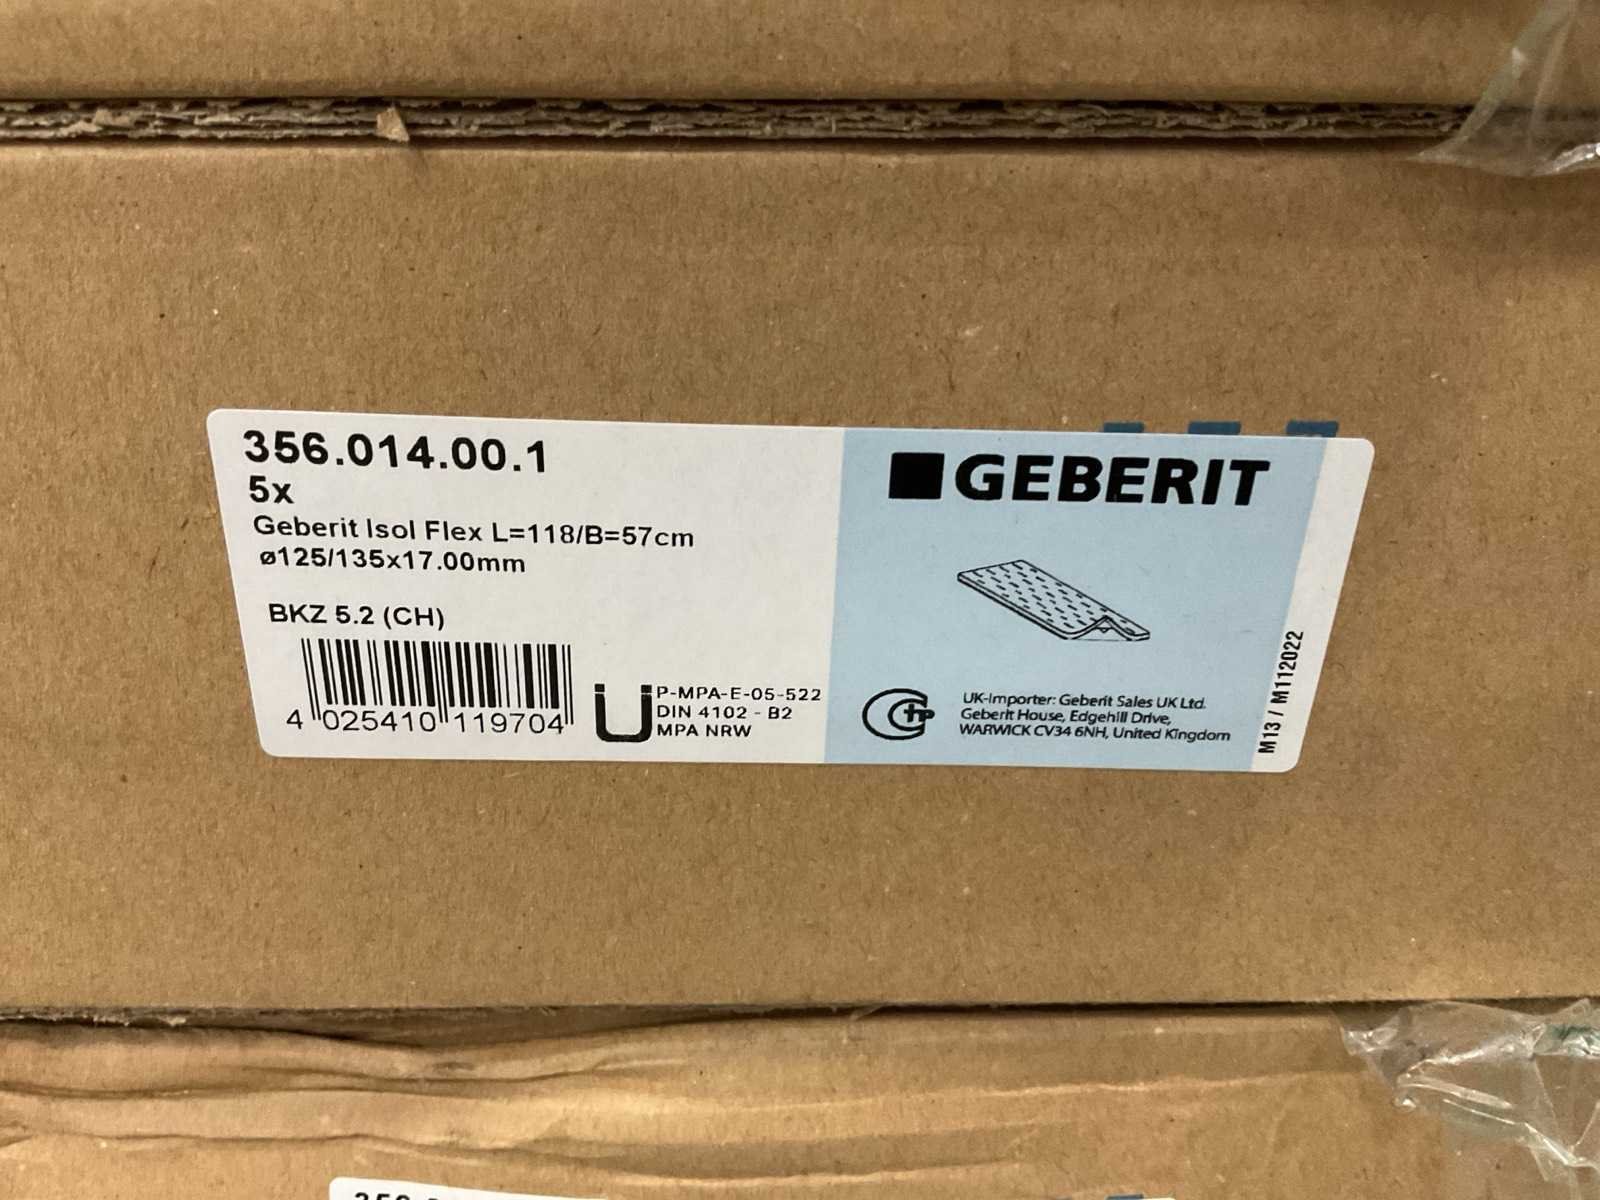 356.014.00.1
5x
Geberit Isol Flex L=118/B=57cm
ø125/135x17.00mm
BKZ 5.2 (CH)
4 025410 119704
P-MPA-E-05-522
DIN 4102 - B2
MPA NRW
GEBERIT
UK-Importer: Geberit Sales UK Ltd.
Geberit House, Edgehill Drive,
WARWICK CV34 6NH, United Kingdom
M13 / M112022